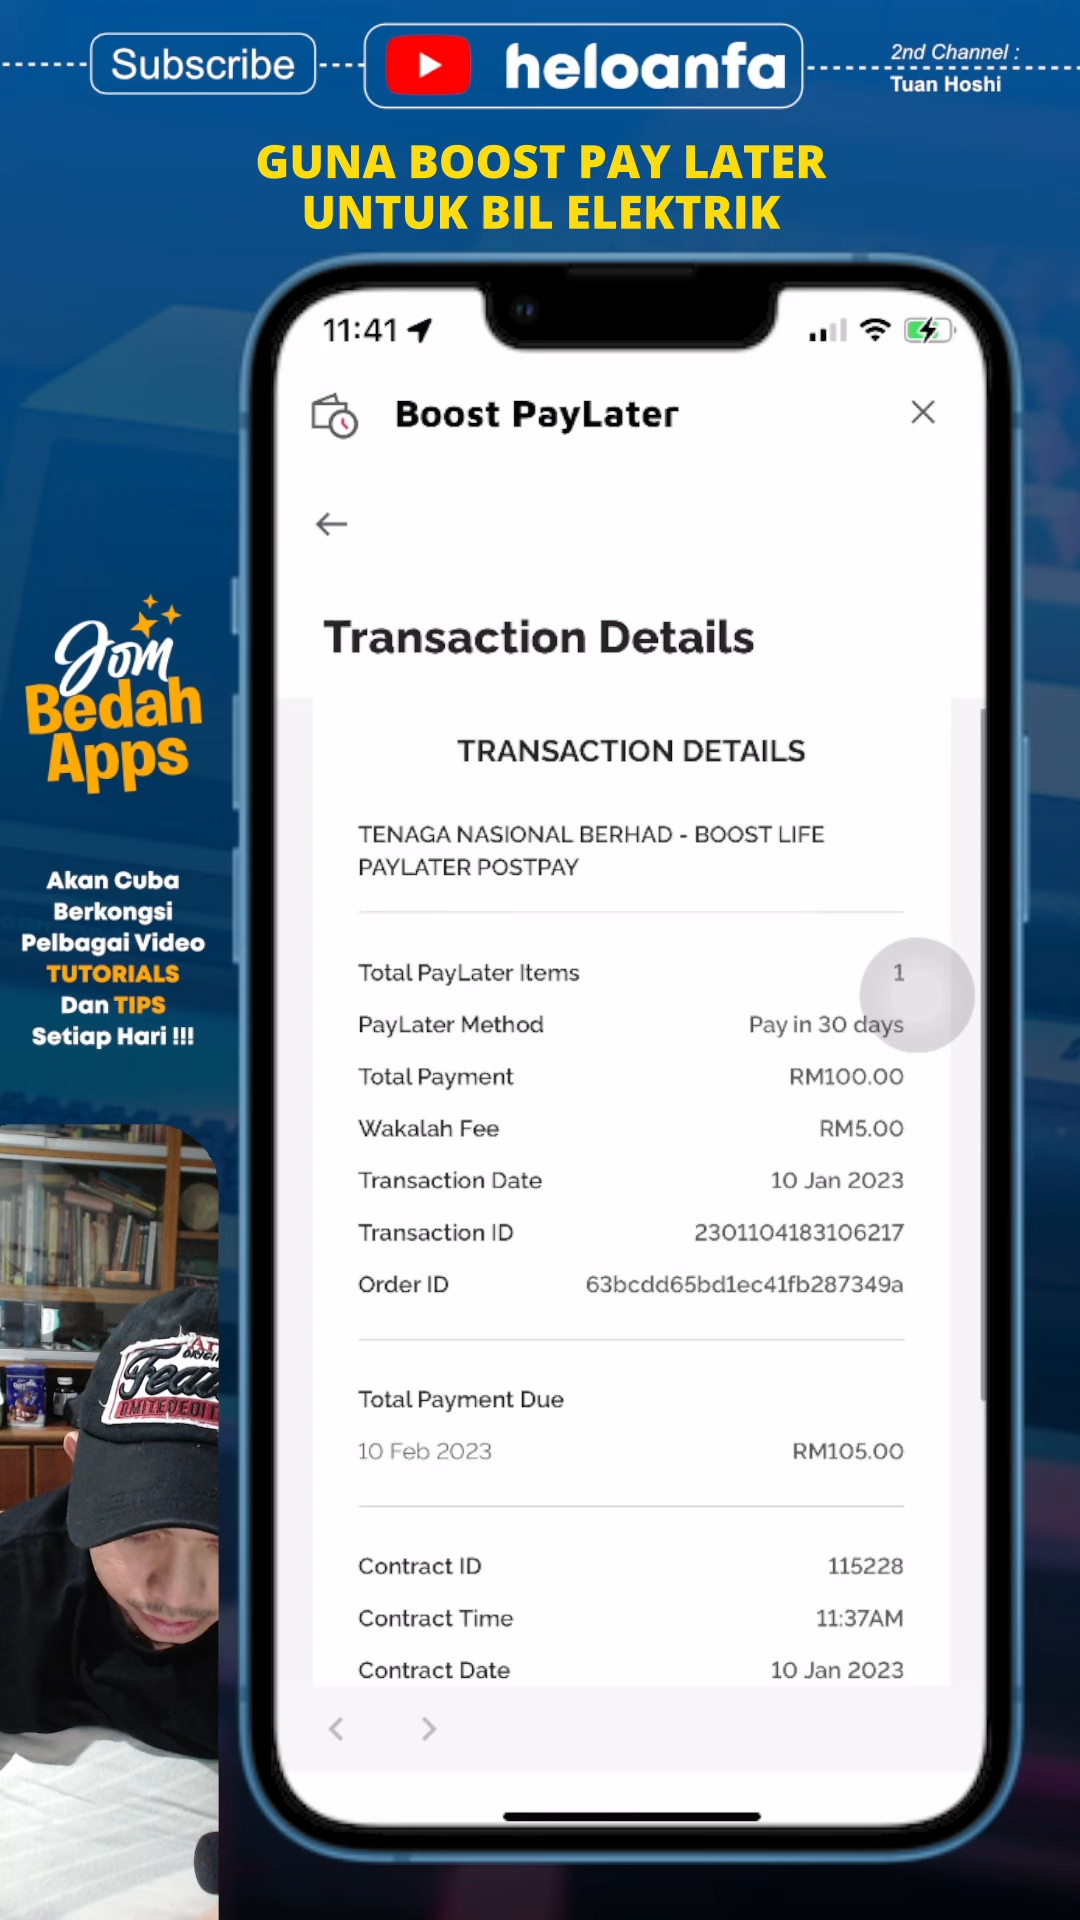 Subscribe
heloanfa
2nd Channel :
Tuan Hoshi
GUNA BOOST PAY LATER
UNTUK BIL ELEKTRIK
11:41
Boost PayLater
Transaction Details
TRANSACTION DETAILS
TENAGA NASIONAL BERHAD - BOOST LIFE
PAYLATER POSTPAY
Total PayLater Items 1
PayLater Method Pay in 30 days
Total Payment RM100.00
Wakalah Fee RM5.00
Transaction Date 10 Jan 2023
Transaction ID 2301104183106217
Order ID 63bcdd65bd1ec41fb287349a
Total Payment Due
10 Feb 2023 RM105.00
Contract ID 115228
Contract Time 11:37AM
Contract Date 10 Jan 2023
Jom
Bedah
Apps
Akan Cuba
Berkongsi
Pelbagai Video
TUTORIALS
Dan TIPS
Setiap Hari !!!